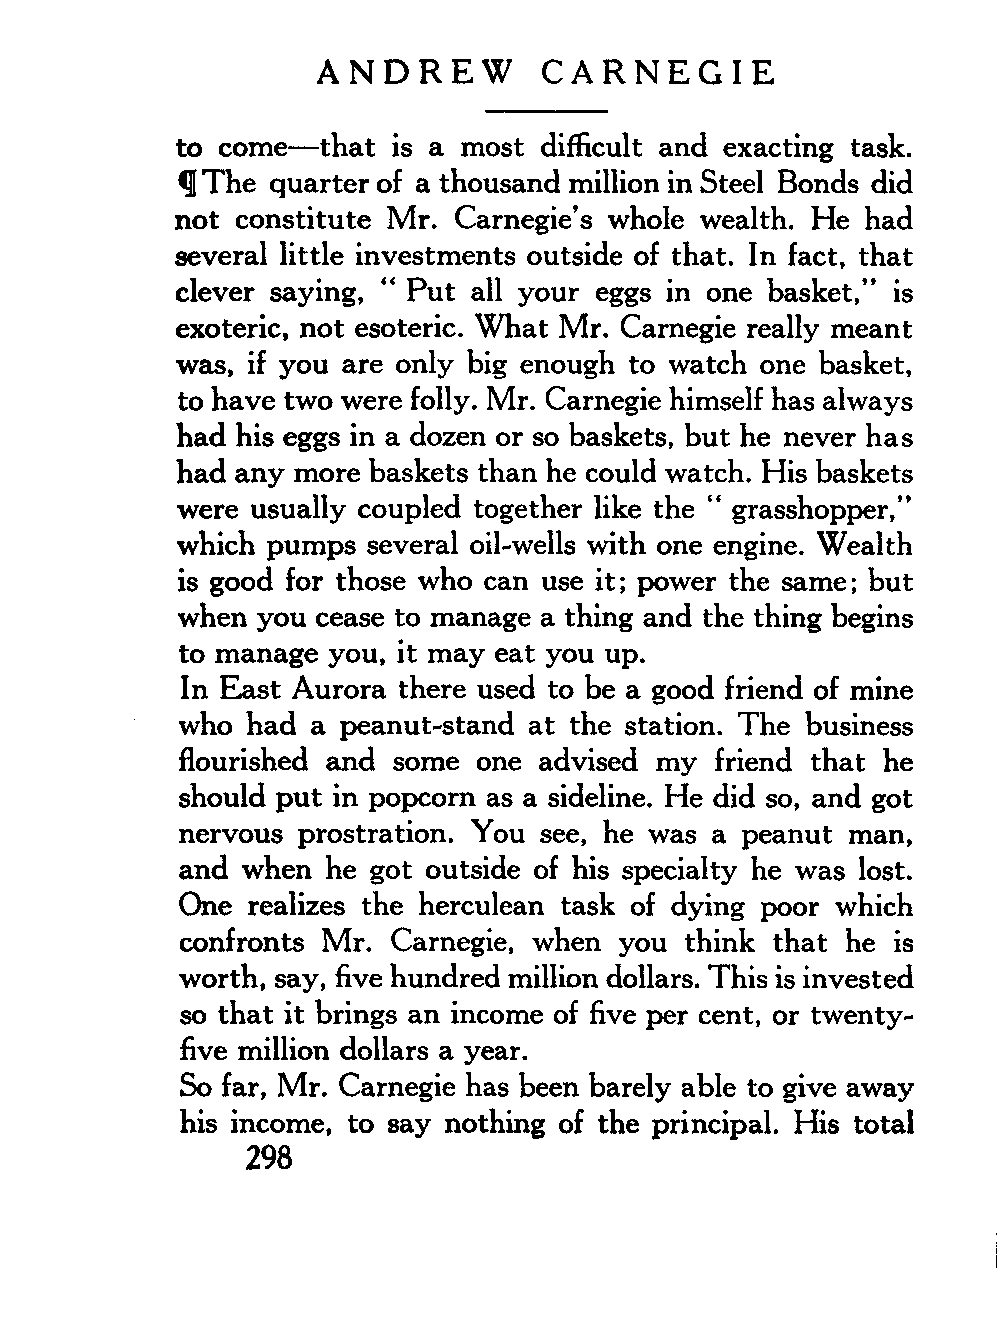 ANDREW CARNEGIE
to come—that is a most difficult and exacting task.
¶ The quarter of a thousand million in Steel Bonds did
not constitute Mr. Carnegie's whole wealth. He had
several little investments outside of that. In fact, that
clever saying, " Put all your eggs in one basket," is
exoteric, not esoteric. What Mr. Carnegie really meant
was, if you are only big enough to watch one basket,
to have two were folly. Mr. Carnegie himself has always
had his eggs in a dozen or so baskets, but he never has
had any more baskets than he could watch. His baskets
were usually coupled together like the " grasshopper,"
which pumps several oil-wells with one engine. Wealth
is good for those who can use it; power the same; but
when you cease to manage a thing and the thing begins
to manage you, it may eat you up.
In East Aurora there used to be a good friend of mine
who had a peanut-stand at the station. The business
flourished and some one advised my friend that he
should put in popcorn as a sideline. He did so, and got
nervous prostration. You see, he was a peanut man,
and when he got outside of his specialty he was lost.
One realizes the herculean task of dying poor which
confronts Mr. Carnegie, when you think that he is
worth, say, five hundred million dollars. This is invested
so that it brings an income of five per cent, or twenty-
five million dollars a year.
So far, Mr. Carnegie has been barely able to give away
his income, to say nothing of the principal. His total
298